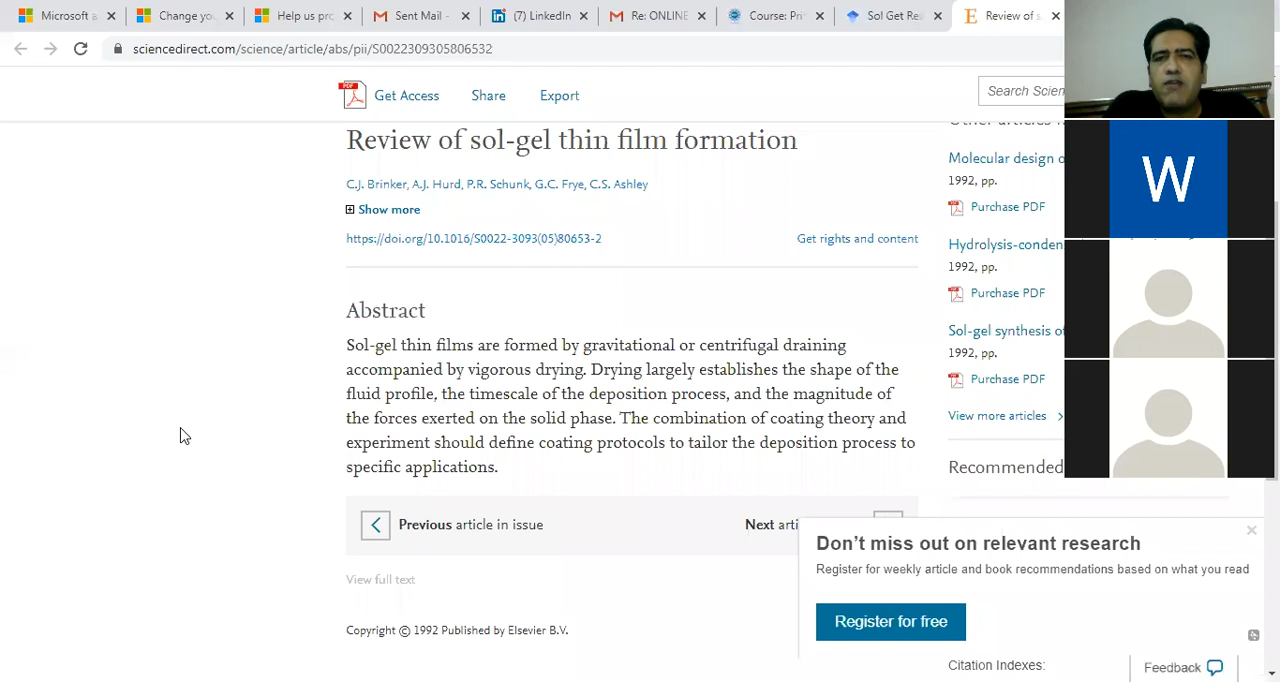 Microsoft a
Change you
Help us pro
Sent Mail -
(7) LinkedIn
Re: ONLINE
Course: Pri
Sol Get Res
Review of s
sciencedirect.com/science/article/abs/pii/S0022309305806532
Get Access
Share
Export
Search Scien
Review of sol-gel thin film formation
C.J. Brinker, A.J. Hurd, P.R. Schunk, G.C. Frye, C.S. Ashley
Show more
https://doi.org/10.1016/S0022-3093(05)80653-2
Get rights and content
Abstract
Sol-gel thin films are formed by gravitational or centrifugal draining
accompanied by vigorous drying. Drying largely establishes the shape of the
fluid profile, the timescale of the deposition process, and the magnitude of
the forces exerted on the solid phase. The combination of coating theory and
experiment should define coating protocols to tailor the deposition process to
specific applications.
Previous article in issue
Next arti
View full text
Copyright © 1992 Published by Elsevier B.V.
Molecular design o
1992, pp.
Purchase PDF
Hydrolysis-conden
1992, pp.
Purchase PDF
Sol-gel synthesis of
1992, pp.
Purchase PDF
View more articles
Recommended
W
Don't miss out on relevant research
Register for weekly article and book recommendations based on what you read
Register for free
Citation Indexes:
Feedback